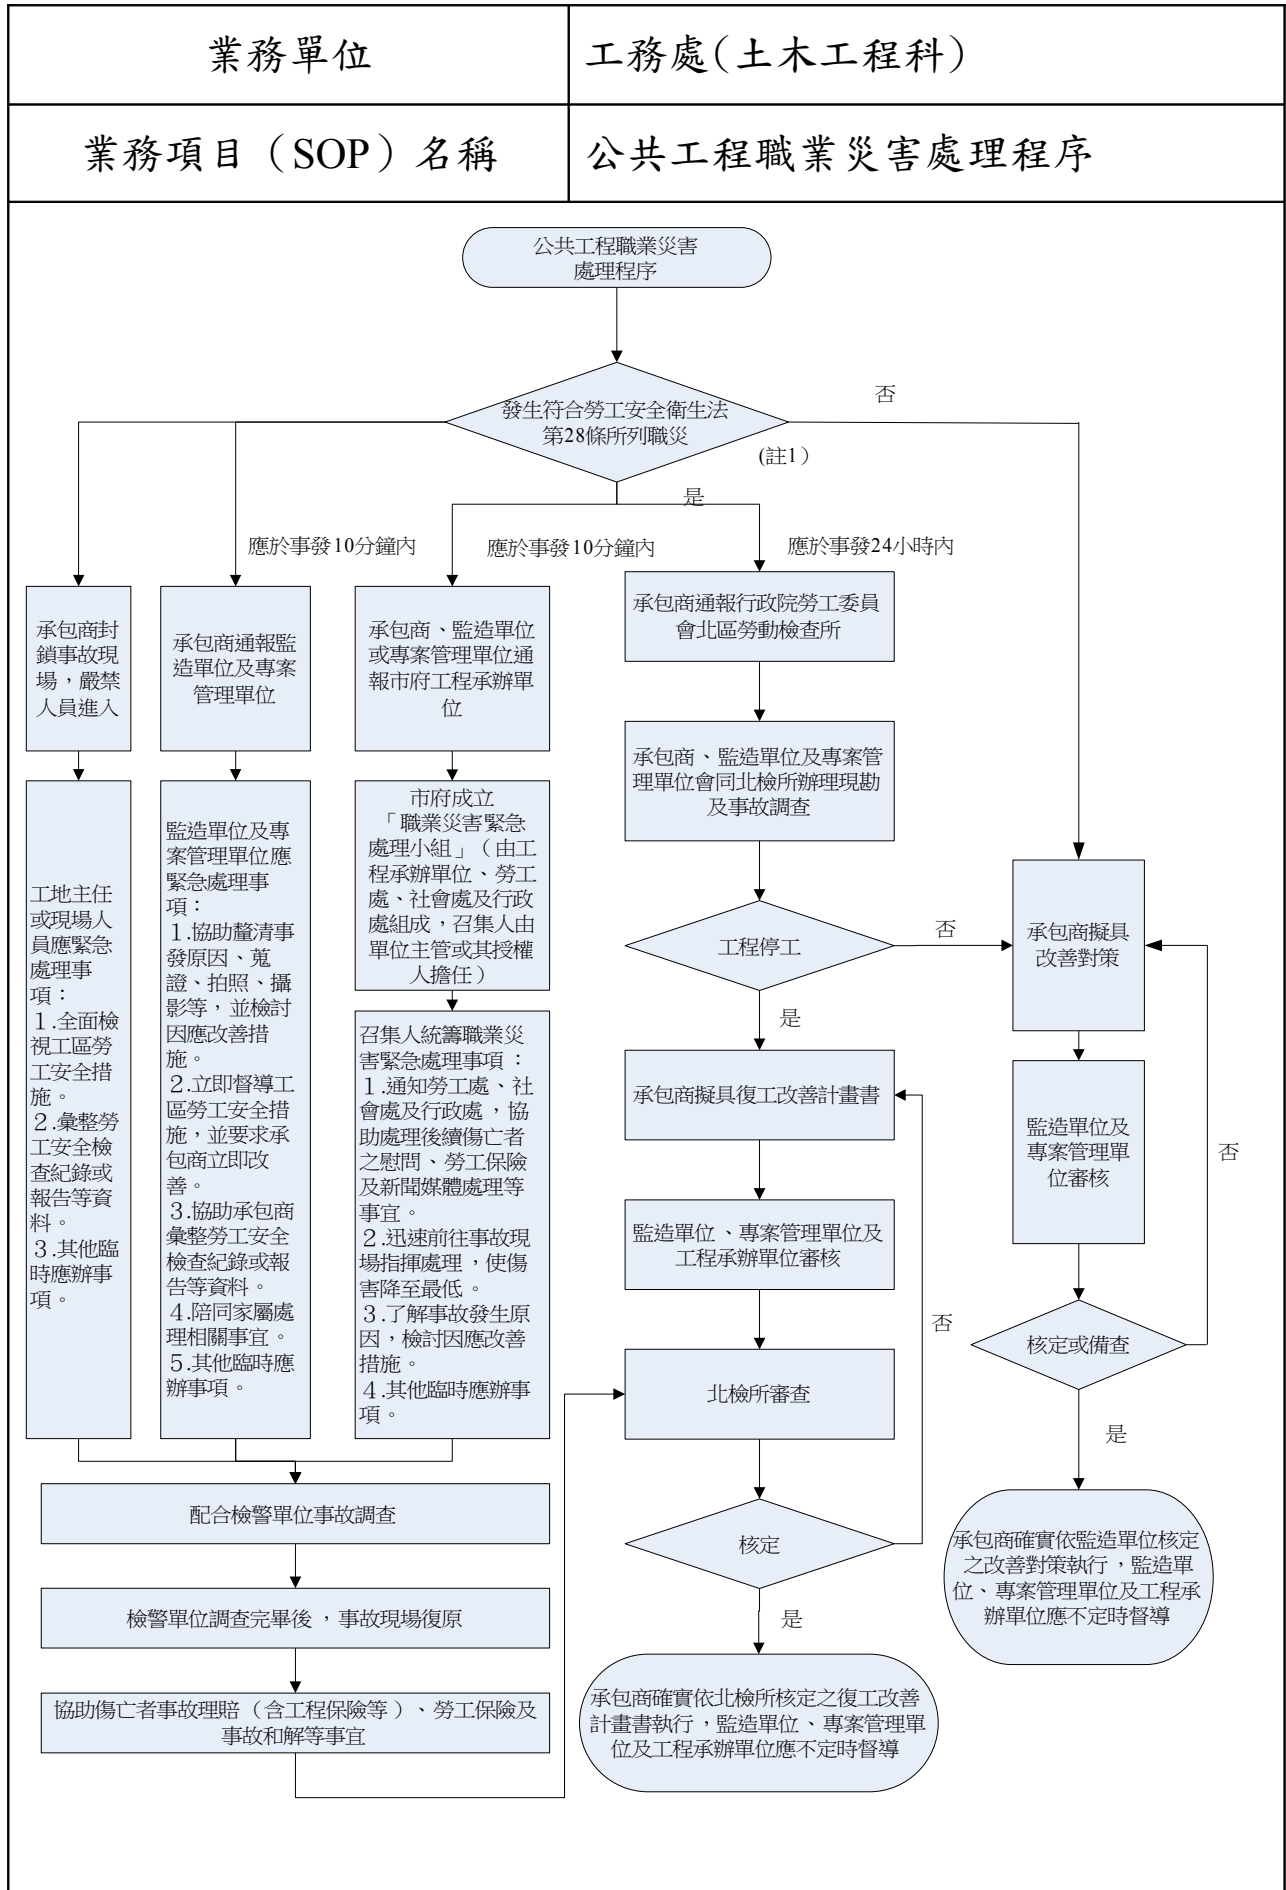 業務單位
工務處(土木工程科)
業務項目（SOP）名稱
公共工程職業災害處理程序
公共工程職業災害
處理程序
發生符合勞工安全衛生法
第28條所列職災
否
(註1）
是
應於事發10分鐘內
應於事發10分鐘內
應於事發24小時內
承包商封
鎖事故現
場，嚴禁
人員進入
承包商通報監
造單位及專案
管理單位
承包商、監造單位
或專案管理單位通
報市府工程承辦單
位
承包商通報行政院勞工委員
會北區勞動檢查所
承包商、監造單位及專案管
理單位會同北檢所辦理現勘
及事故調查
工地主任
或現場人
員應緊急
處理事
項：
１.全面檢
視工區勞
工安全措
施。
２.彙整勞
工安全檢
查紀錄或
報告等資
料。
３.其他臨
時應辦事
項。
監造單位及專
案管理單位應
緊急處理事
項：
１.協助釐清事
發原因、蒐
證、拍照、攝
影等，並檢討
因應改善措
施。
２.立即督導工
區勞工安全措
施，並要求承
包商立即改
善。
３.協助承包商
彙整勞工安全
檢查紀錄或報
告等資料。
４.陪同家屬處
理相關事宜。
５.其他臨時應
辦事項。
市府成立
「職業災害緊急
處理小組」（由工
程承辦單位、勞工
處、社會處及行政
處組成，召集人由
單位主管或其授權
人擔任）
召集人統籌職業災
害緊急處理事項：
１.通知勞工處、社
會處及行政處，協
助處理後續傷亡者
之慰問、勞工保險
及新聞媒體處理等
事宜。
２.迅速前往事故現
場指揮處理，使傷
害降至最低。
３.了解事故發生原
因，檢討因應改善
措施。
４.其他臨時應辦事
項。
工程停工
否
是
承包商擬具
改善對策
承包商擬具復工改善計畫書
監造單位及
專案管理單
位審核
否
監造單位、專案管理單位及
工程承辦單位審核
否
核定或備查
北檢所審查
是
配合檢警單位事故調查
核定
承包商確實依監造單位核定
之改善對策執行，監造單
位、專案管理單位及工程承
辦單位應不定時督導
檢警單位調查完畢後，事故現場復原
是
協助傷亡者事故理賠（含工程保險等）、勞工保險及
事故和解等事宜
承包商確實依北檢所核定之復工改善
計畫書執行，監造單位、專案管理單
位及工程承辦單位應不定時督導